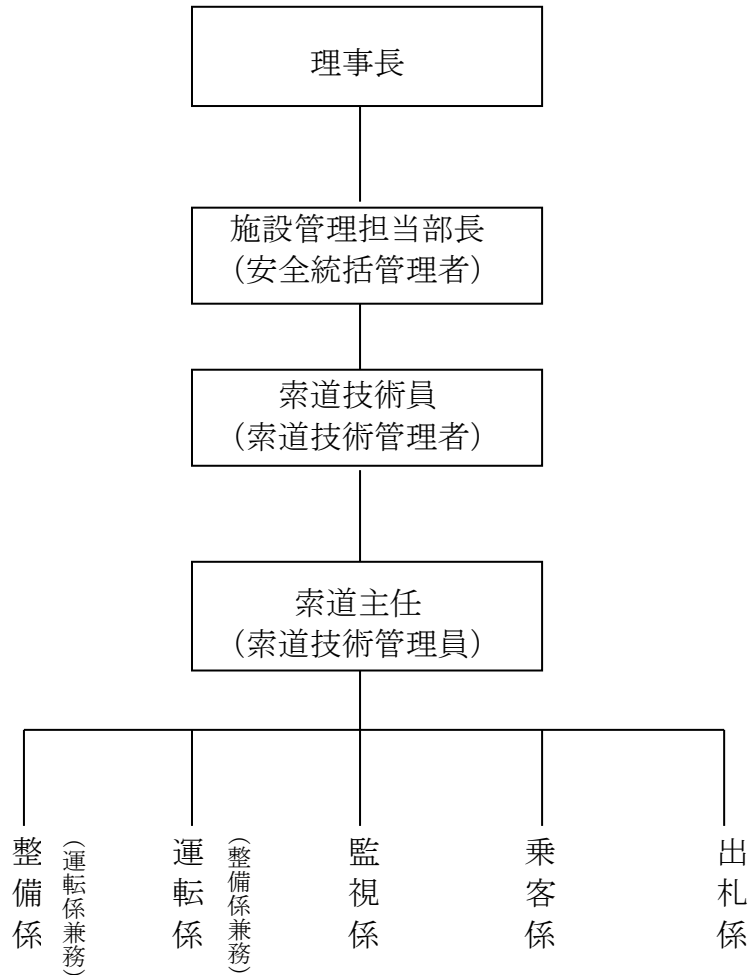 理事長
施設管理担当部長
(安全統括管理者)
索道技術員
(索道技術管理者)
索道主任
(索道技術管理員)
整備係
(運転係兼務)
運転係
(整備係兼務)
監視係
乗客係
出札係